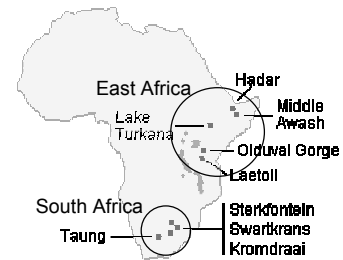 East Africa
Hadar
Middle
Awash
Lake
Turkana
Olduvai Gorge
Laetoli
South Africa
Taung
Sterkfontein
Swartkrans
Kromdraai